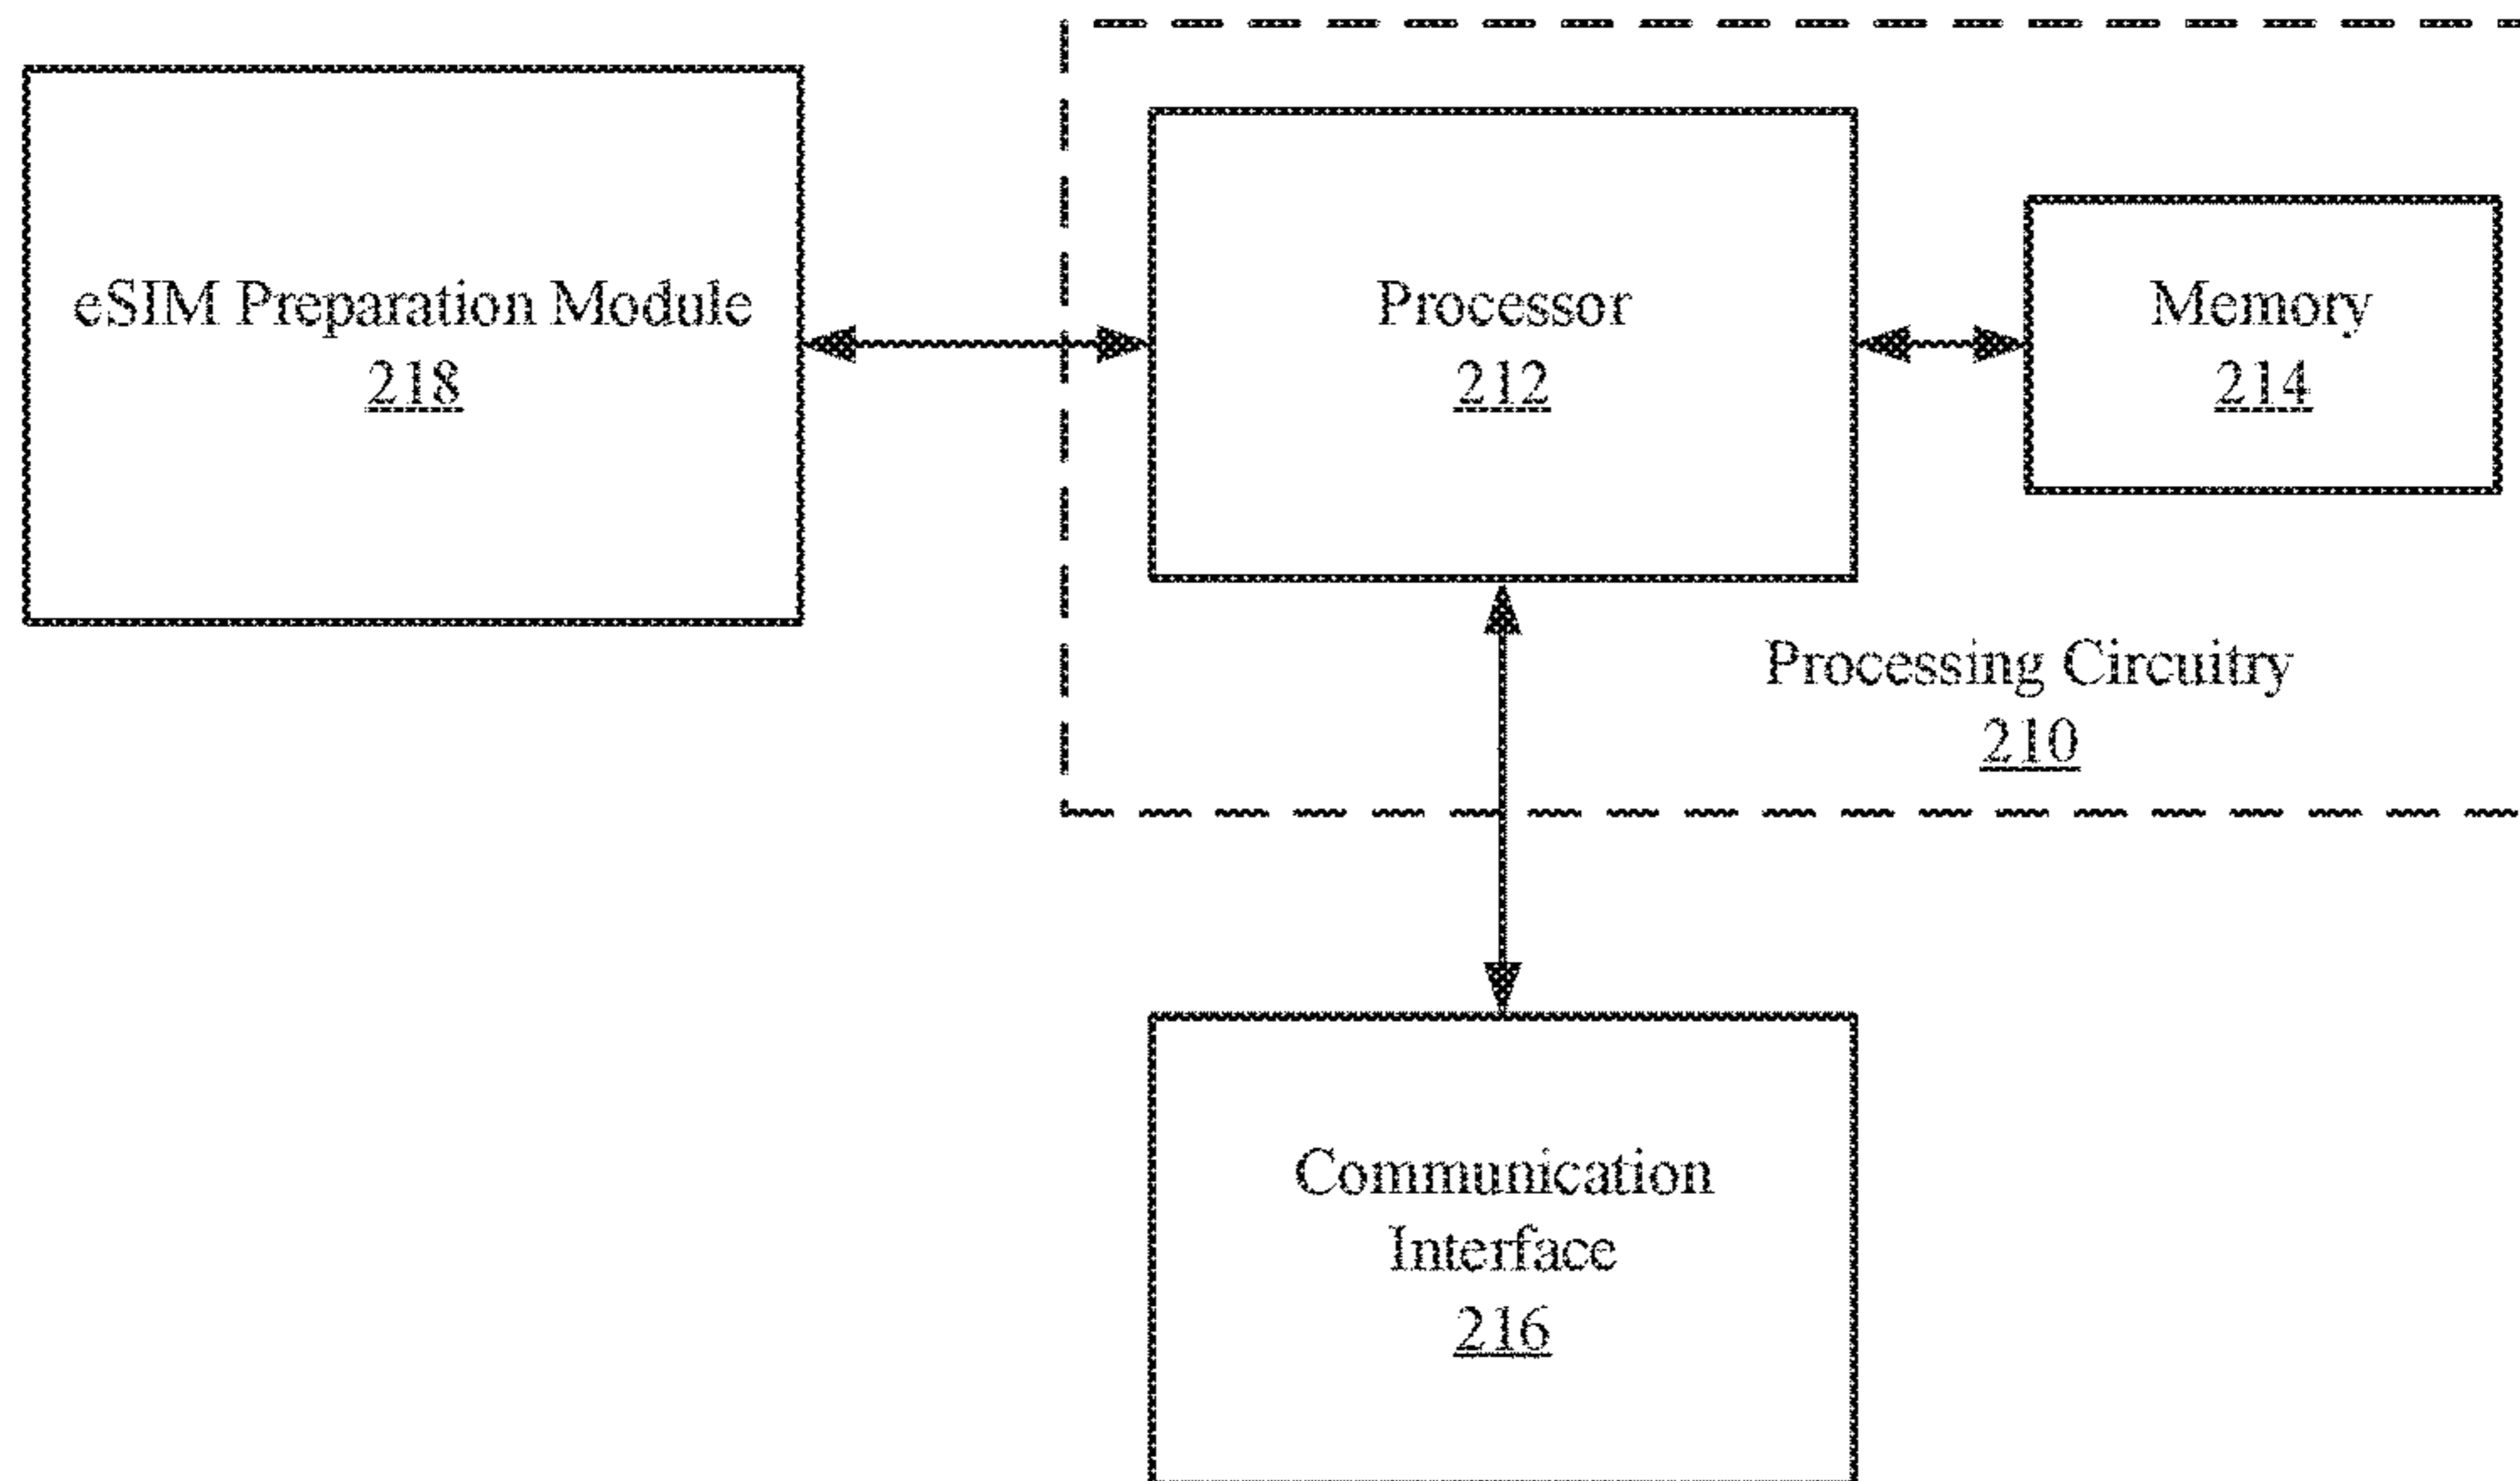 eSIM Preparation Module
218
Processor
212
Memory
214
Processing Circuitry
210
Communication
Interface
216